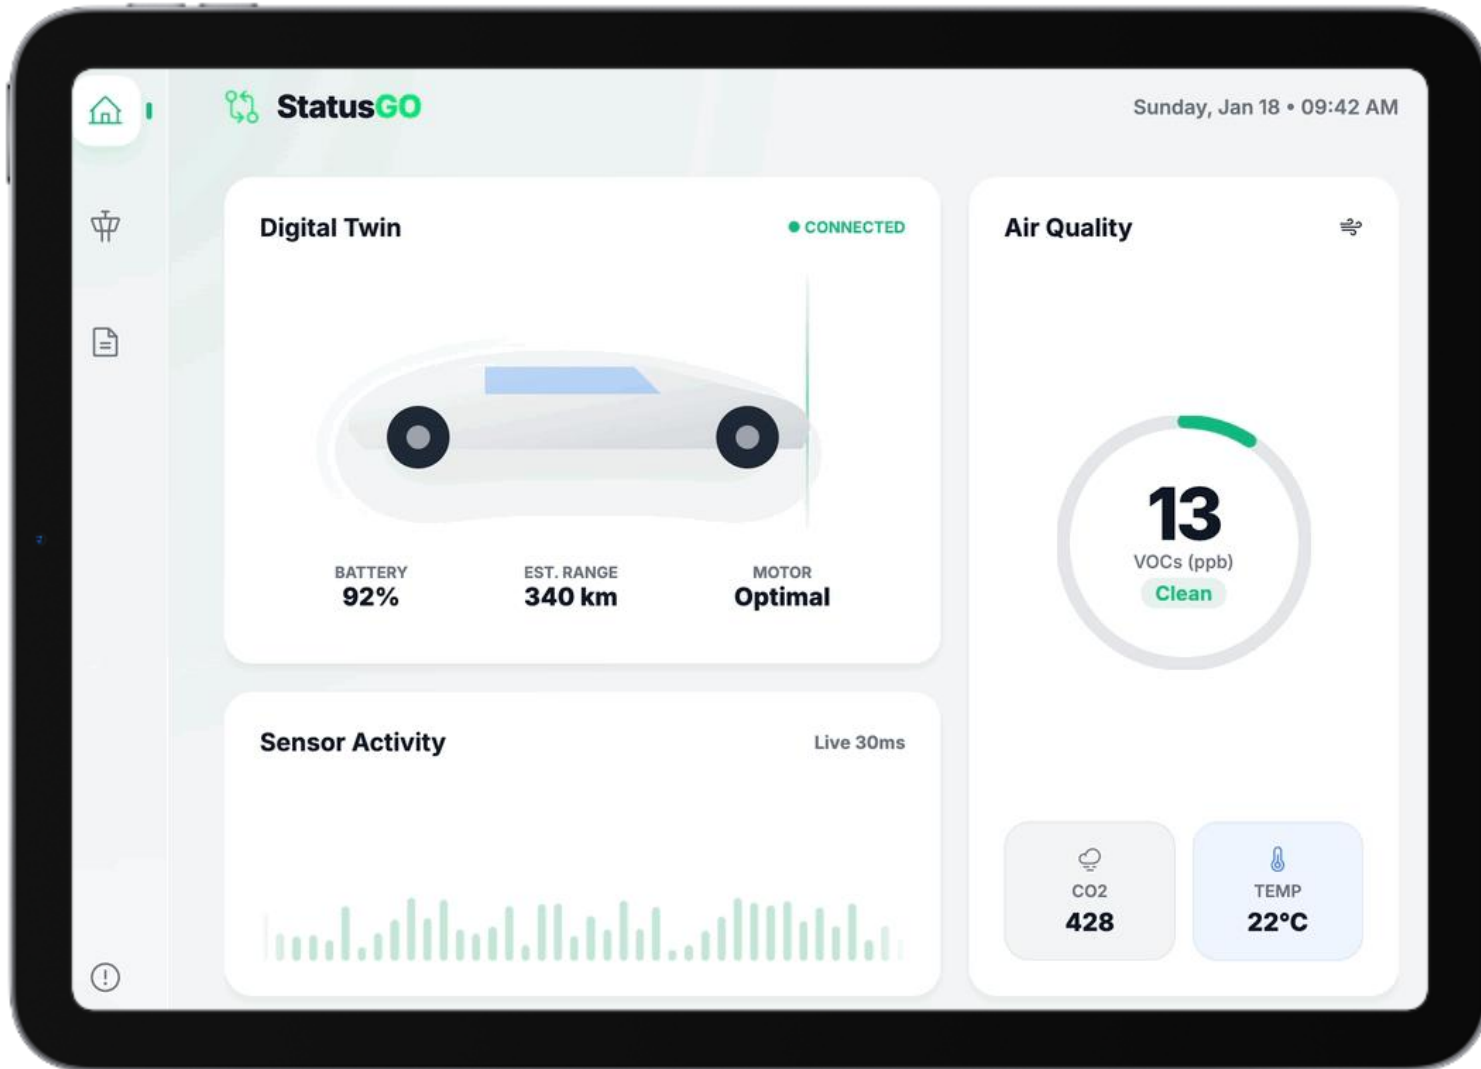 StatusGO
Sunday, Jan 18 • 09:42 AM
Digital Twin
CONNECTED
BATTERY
92%
EST. RANGE
340 km
MOTOR
Optimal
Air Quality
13
VOCs (ppb)
Clean
CO2
428
TEMP
22°C
Sensor Activity
Live 30ms